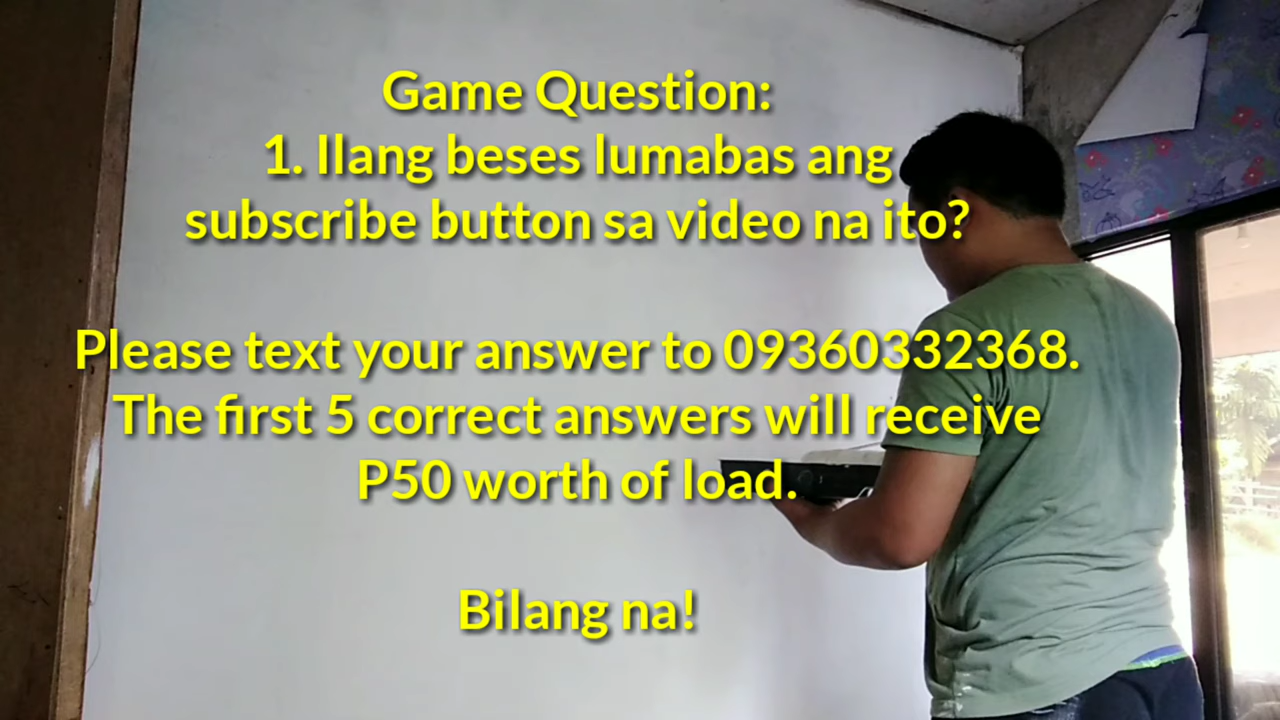 Game Question:
1. Ilang beses lumabas ang
subscribe button sa video na ito?
Please text your answer to 09360332368.
The first 5 correct answers will receive
P50 worth of load.
Bilang na!